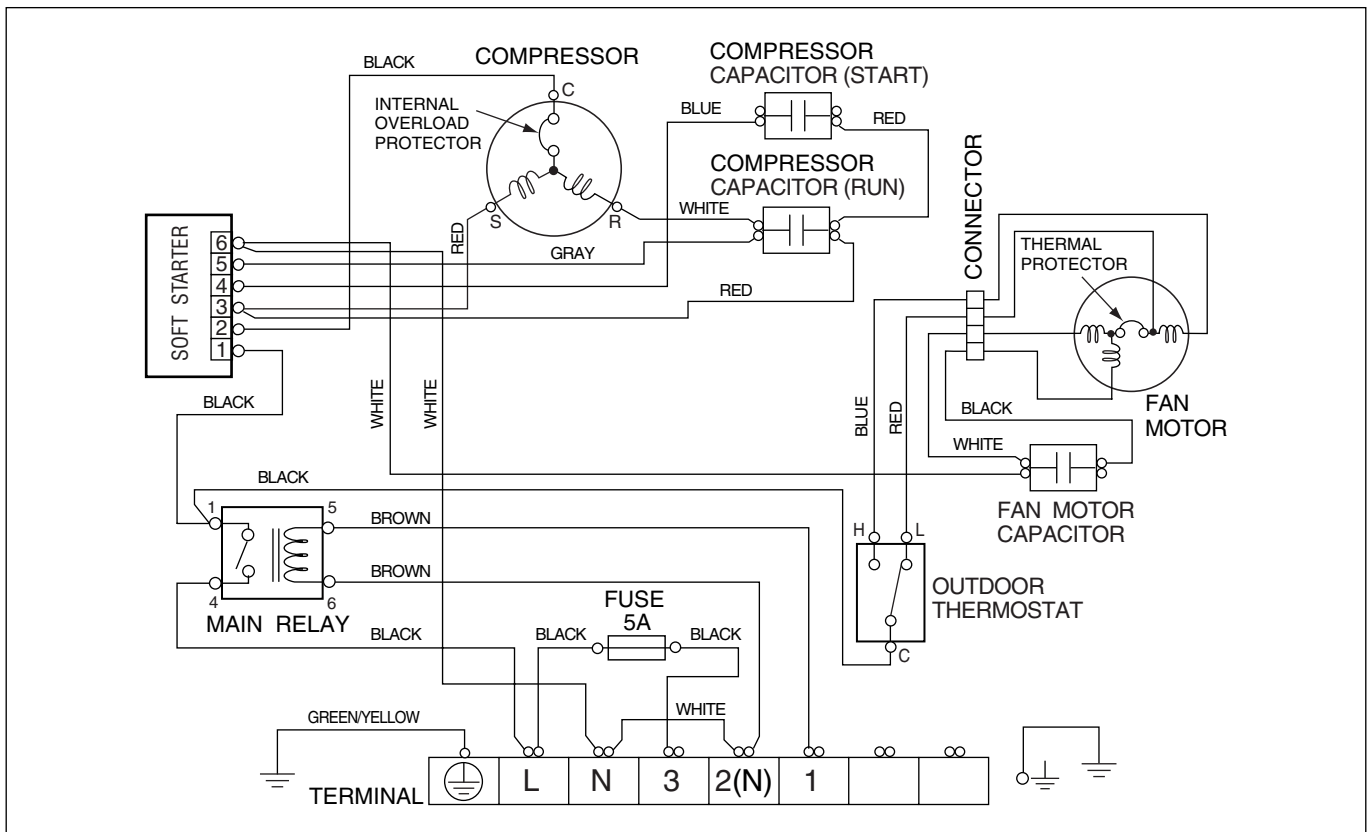 COMPRESSOR
BLACK
C
INTERNAL
OVERLOAD
PROTECTOR
S
R
COMPRESSOR
CAPACITOR (START)
BLUE
RED
COMPRESSOR
CAPACITOR (RUN)
WHITE
GRAY
RED
RED
SOFT STARTER
6
5
4
3
2
1
CONNECTOR
THERMAL
PROTECTOR
FAN
MOTOR
BLACK
WHITE
WHITE
BLUE
RED
BLACK
WHITE
FAN MOTOR
CAPACITOR
BLACK
1
5
4
6
MAIN RELAY
BROWN
BROWN
BLACK
H
L
C
OUTDOOR
THERMOSTAT
FUSE
5A
BLACK
BLACK
GREEN/YELLOW
WHITE
TERMINAL
L
N
3
2(N)
1